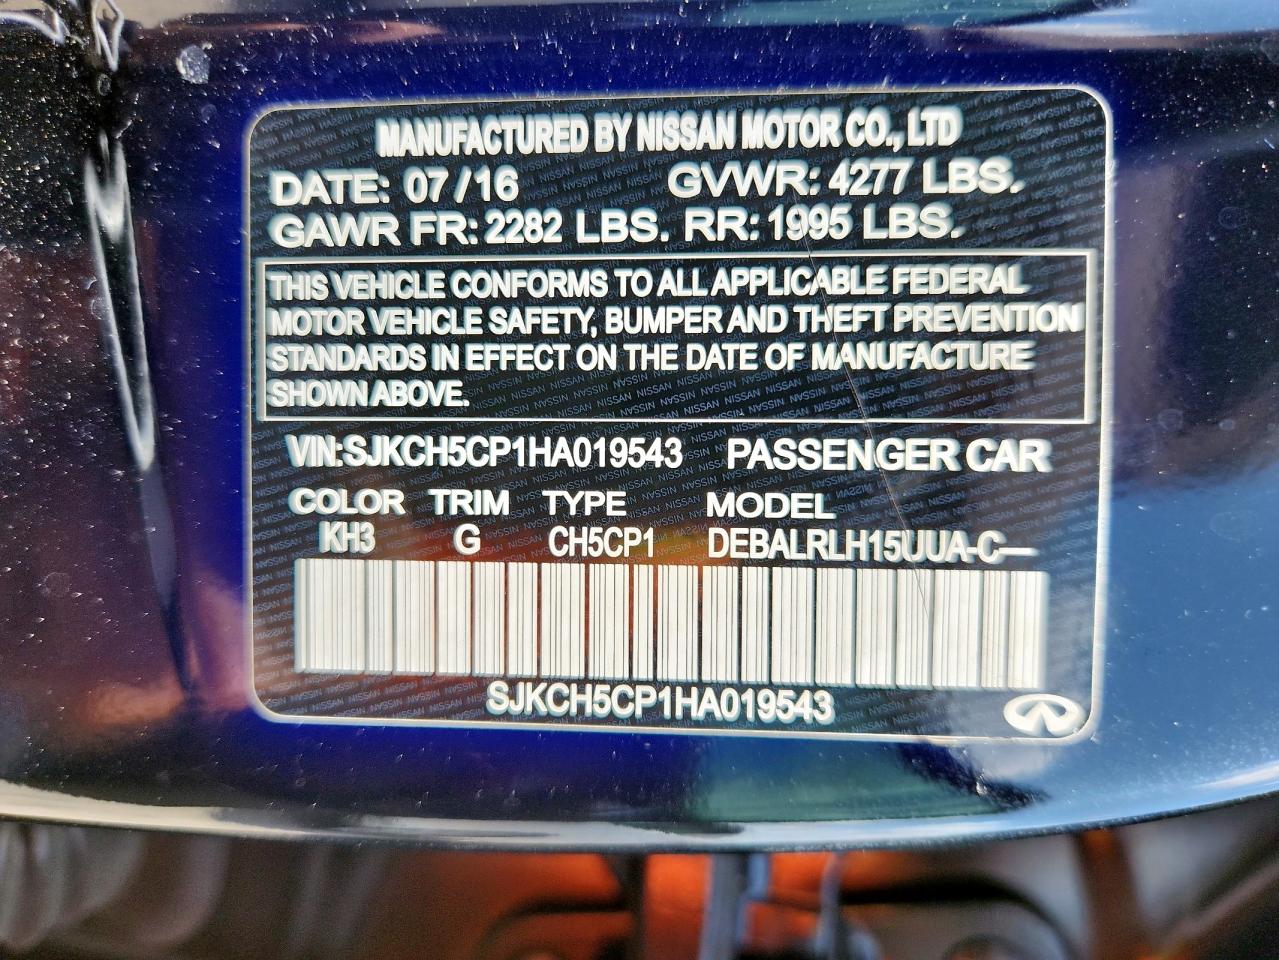 MANUFACTURED BY NISSAN MOTOR CO., LTD
DATE: 07/16 GVWR: 4277 LBS.
GAWR FR: 2282 LBS. RR: 1995 LBS.
THIS VEHICLE CONFORMS TO ALL APPLICABLE FEDERAL
MOTOR VEHICLE SAFETY, BUMPER AND THEFT PREVENTION
STANDARDS IN EFFECT ON THE DATE OF MANUFACTURE
SHOWN ABOVE.
VIN:SJKCH5CP1HA019543 PASSENGER CAR
COLOR TRIM TYPE MODEL
KH3 G CH5CP1 DEBALRLH15UUA-C—
SJKCH5CP1HA019543